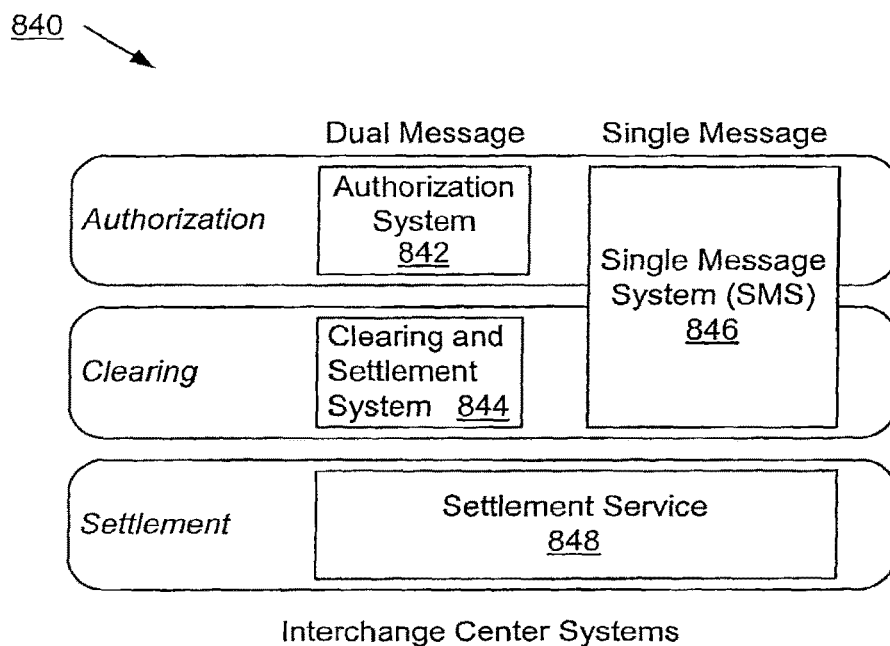 840
Dual Message
Single Message
Authorization
Authorization
System
842
Single Message
System (SMS)
846
Clearing
Clearing and
Settlement
System 844
Settlement
Settlement Service
848
Interchange Center Systems